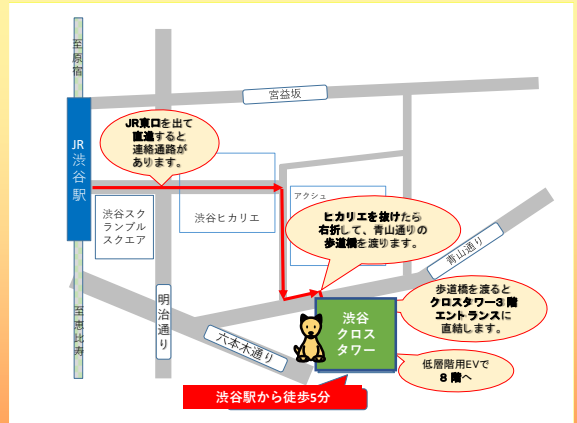 至原宿
宮益坂
JR東口を出て
直進すると
連絡通路が
あります。
JR渋谷駅
渋谷スク
ランブル
スクエア
渋谷ヒカリエ
アクシュ
ヒカリエを抜けたら
右折して、青山通りの
歩道橋を渡ります。
青山通り
至恵比寿
明治通り
六本木通り
渋谷
クロス
タワー
歩道橋を渡ると
クロスタワー3階
エントランスに
直結します。
低層階用EVで
8階へ
渋谷駅から徒歩5分